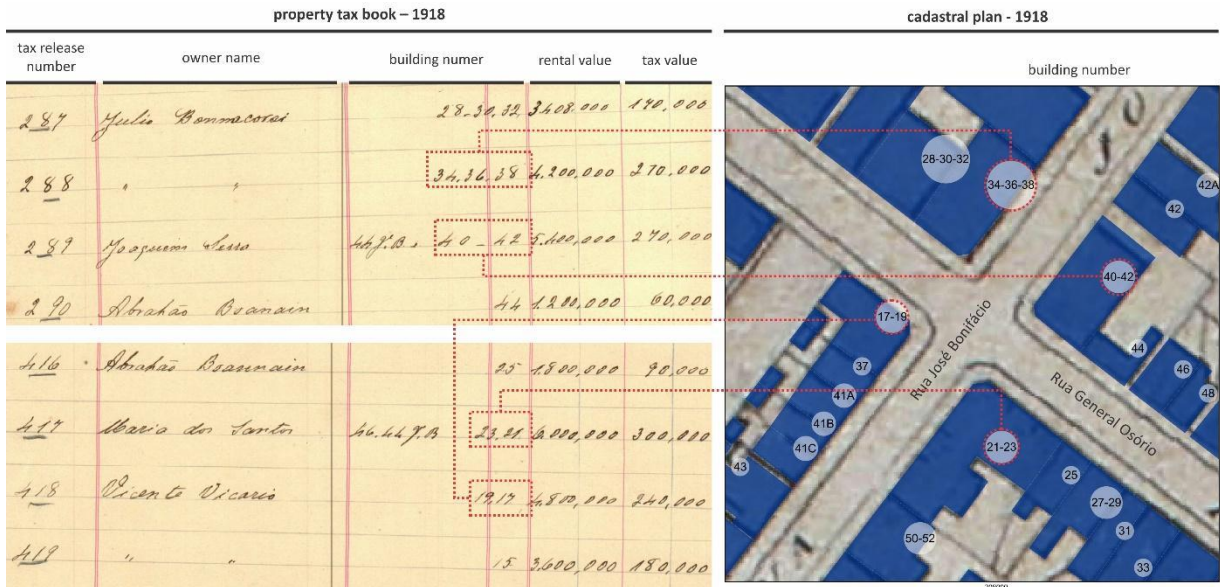 property tax book – 1918
tax release number
owner name
building numer
rental value
tax value
287 Julio Bonnacorsi 28-30.32 3408.000 170,000
288 " " 34.36.38 4.200,000 270.000
289 Joaquim Serra 44 J.B. 40-42 5.400,000 270,000
290 Abrahão 44 1.200,000 60,000
416 Abrahão 25 1.800,000 90,000
417 Maria dos Santos 46.44 J.B 23.21 6.000,000 300,000
418 Vicente Vicario 19.17 4.800,000 240,000
419 " " 15 3.600,000 180,000
cadastral plan - 1918
building number
J O
28-30-32
34-36-38
42A
42
40-42
17-19
44
46
48
37
41A
41B
41C
43
Rua José Bonifácio
Rua General Osório
21-23
25
27-29
31
33
50-52